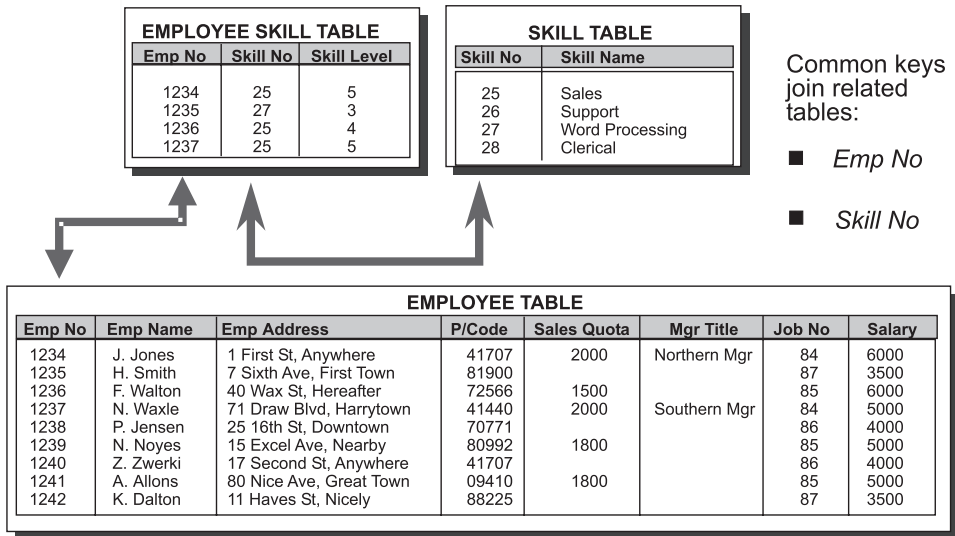 EMPLOYEE SKILL TABLE
Emp No Skill No Skill Level
1234 25 5
1235 27 3
1236 25 4
1237 25 5
SKILL TABLE
Skill No Skill Name
25 Sales
26 Support
27 Word Processing
28 Clerical
Common keys
join related
tables:
■ Emp No
■ Skill No
EMPLOYEE TABLE
Emp No Emp Name Emp Address P/Code Sales Quota Mgr Title Job No Salary
1234 J. Jones 1 First St, Anywhere 41707 2000 Northern Mgr 84 6000
1235 H. Smith 7 Sixth Ave, First Town 81900 87 3500
1236 F. Walton 40 Wax St, Hereafter 72566 1500 85 6000
1237 N. Waxle 71 Draw Blvd, Harrytown 41440 2000 Southern Mgr 84 5000
1238 P. Jensen 25 16th St, Downtown 70771 86 4000
1239 N. Noyes 15 Excel Ave, Nearby 80992 1800 85 5000
1240 Z. Zwerki 17 Second St, Anywhere 41707 86 4000
1241 A. Allons 80 Nice Ave, Great Town 09410 1800 85 5000
1242 K. Dalton 11 Haves St, Nicely 88225 87 3500